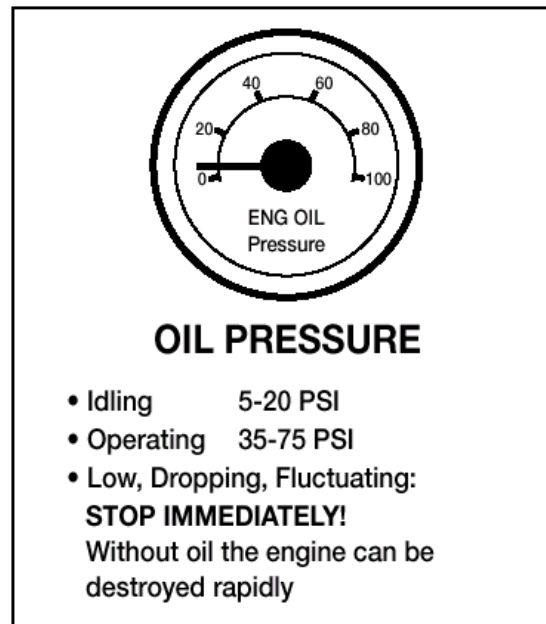 40 60
20 80
0 100
ENG OIL
Pressure
OIL PRESSURE
• Idling 5-20 PSI
• Operating 35-75 PSI
• Low, Dropping, Fluctuating:
STOP IMMEDIATELY!
Without oil the engine can be
destroyed rapidly